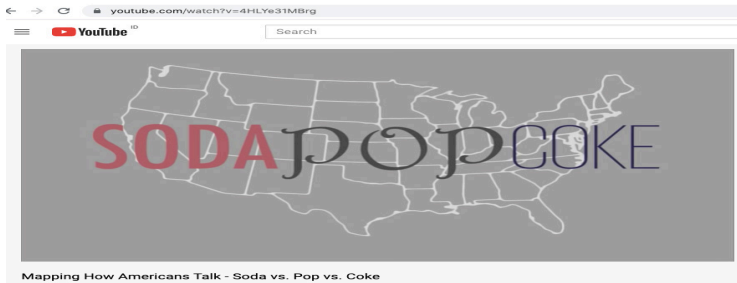 youtube.com/watch?v=4HLYe31MBrg
YouTube ID
Search
SODA POP COKE
Mapping How Americans Talk - Soda vs. Pop vs. Coke